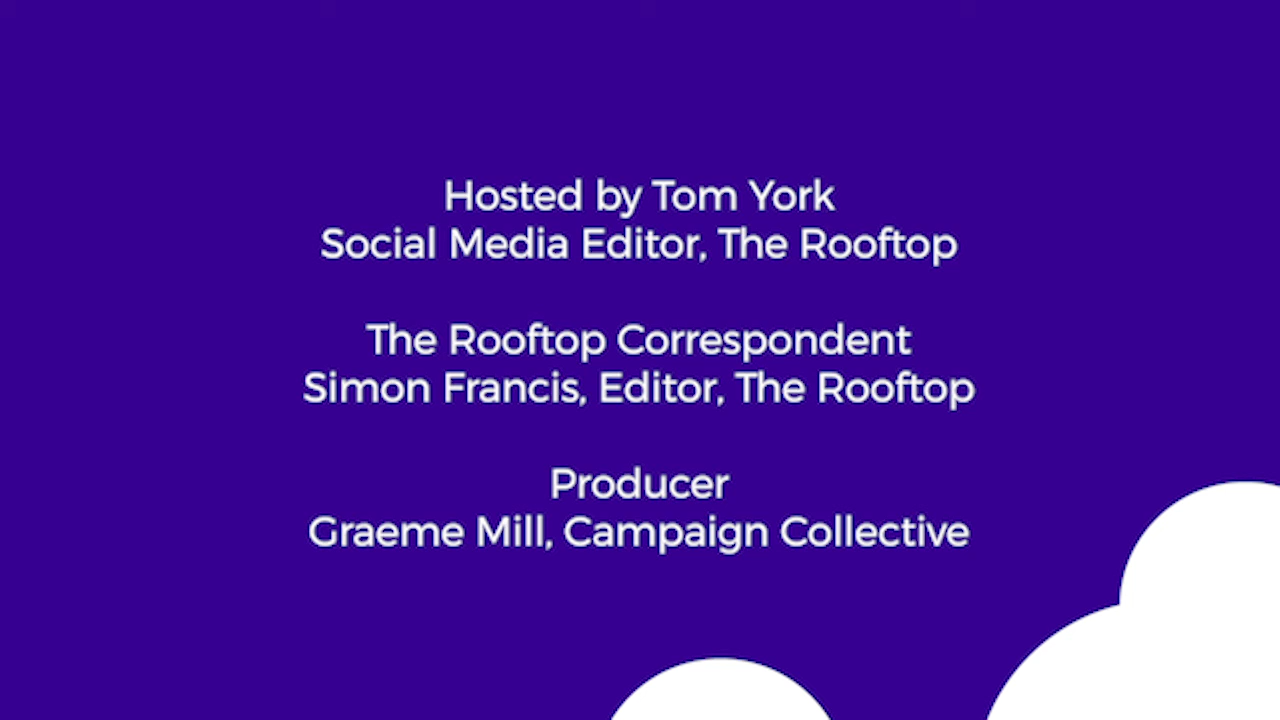 Hosted by Tom York
Social Media Editor, The Rooftop
The Rooftop Correspondent
Simon Francis, Editor, The Rooftop
Producer
Graeme Mill, Campaign Collective